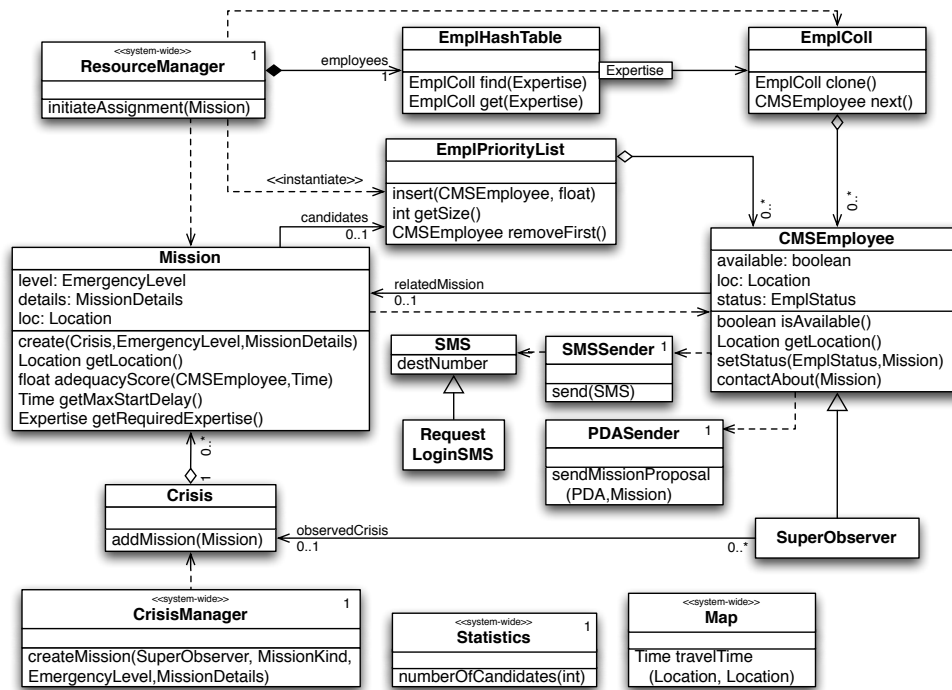 <<system-wide>>
1
ResourceManager
initiateAssignment(Mission)
employees
1
EmplHashTable
EmplColl find(Expertise)
EmplColl get(Expertise)
Expertise
EmplColl
EmplColl clone()
CMSEmployee next()
<<instantiate>>
EmplPriorityList
insert(CMSEmployee, float)
int getSize()
CMSEmployee removeFirst()
0..*
0..*
candidates
0..1
Mission
level: EmergencyLevel
details: MissionDetails
loc: Location
create(Crisis,EmergencyLevel,MissionDetails)
Location getLocation()
float adequacyScore(CMSEmployee,Time)
Time getMaxStartDelay()
Expertise getRequiredExpertise()
relatedMission
0..1
CMSEmployee
available: boolean
loc: Location
status: EmplStatus
boolean isAvailable()
Location getLocation()
setStatus(EmplStatus,Mission)
contactAbout(Mission)
SMS
destNumber
SMSSender
1
send(SMS)
Request
LoginSMS
PDASender
1
sendMissionProposal
(PDA,Mission)
0..*
1
Crisis
addMission(Mission)
observedCrisis
0..1
0..*
SuperObserver
<<system-wide>>
1
CrisisManager
createMission(SuperObserver, MissionKind,
EmergencyLevel,MissionDetails)
<<system-wide>>
1
Statistics
numberOfCandidates(int)
<<system-wide>>
Map
Time travelTime
(Location, Location)